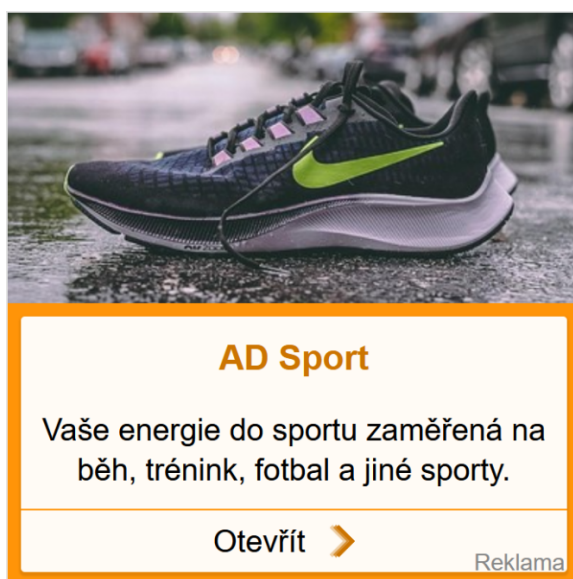 AD Sport
Vaše energie do sportu zaměřená na
běh, trénink, fotbal a jiné sporty.
Otevřít
Reklama